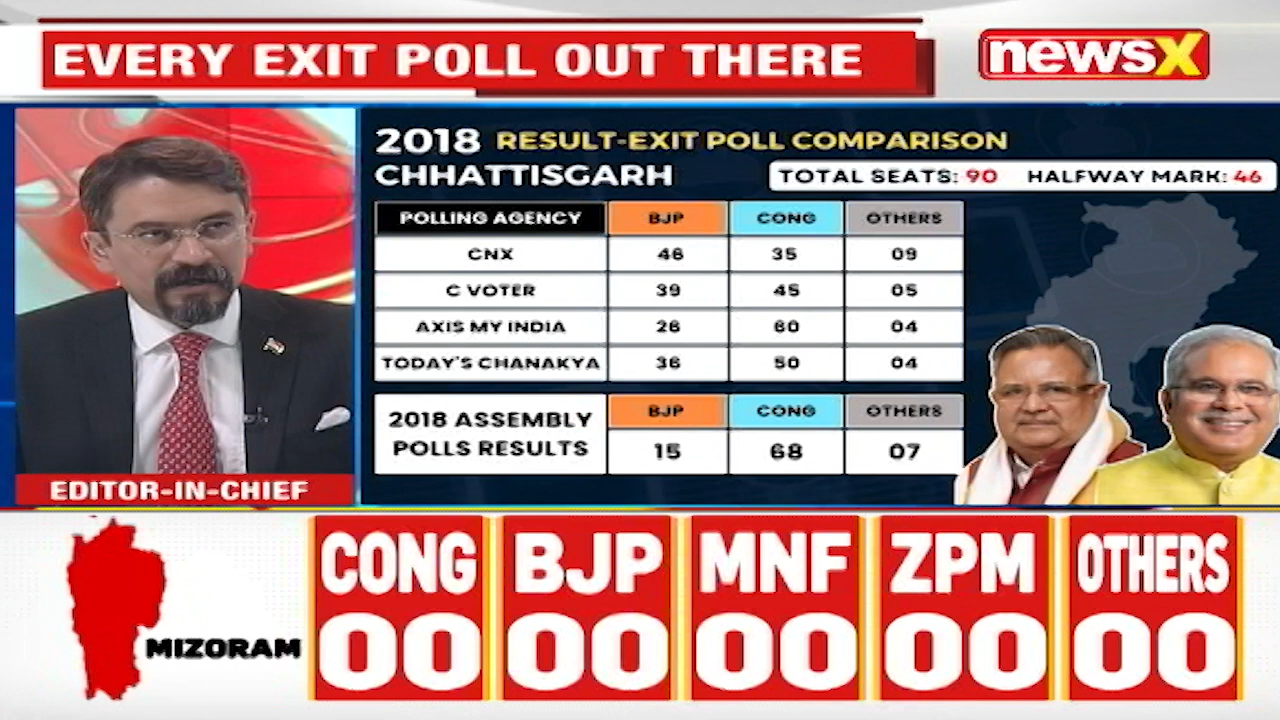 EVERY EXIT POLL OUT THERE
newsX
2018 RESULT-EXIT POLL COMPARISON
CHHATTISGARH
TOTAL SEATS: 90 HALFWAY MARK: 46
POLLING AGENCY BJP CONG OTHERS
CNX 46 35 09
C VOTER 39 45 05
AXIS MY INDIA 26 60 04
TODAY'S CHANAKYA 36 50 04
2018 ASSEMBLY POLLS RESULTS BJP CONG OTHERS
15 68 07
EDITOR-IN-CHIEF
MIZORAM
CONG BJP MNF ZPM OTHERS
00 00 00 00 00